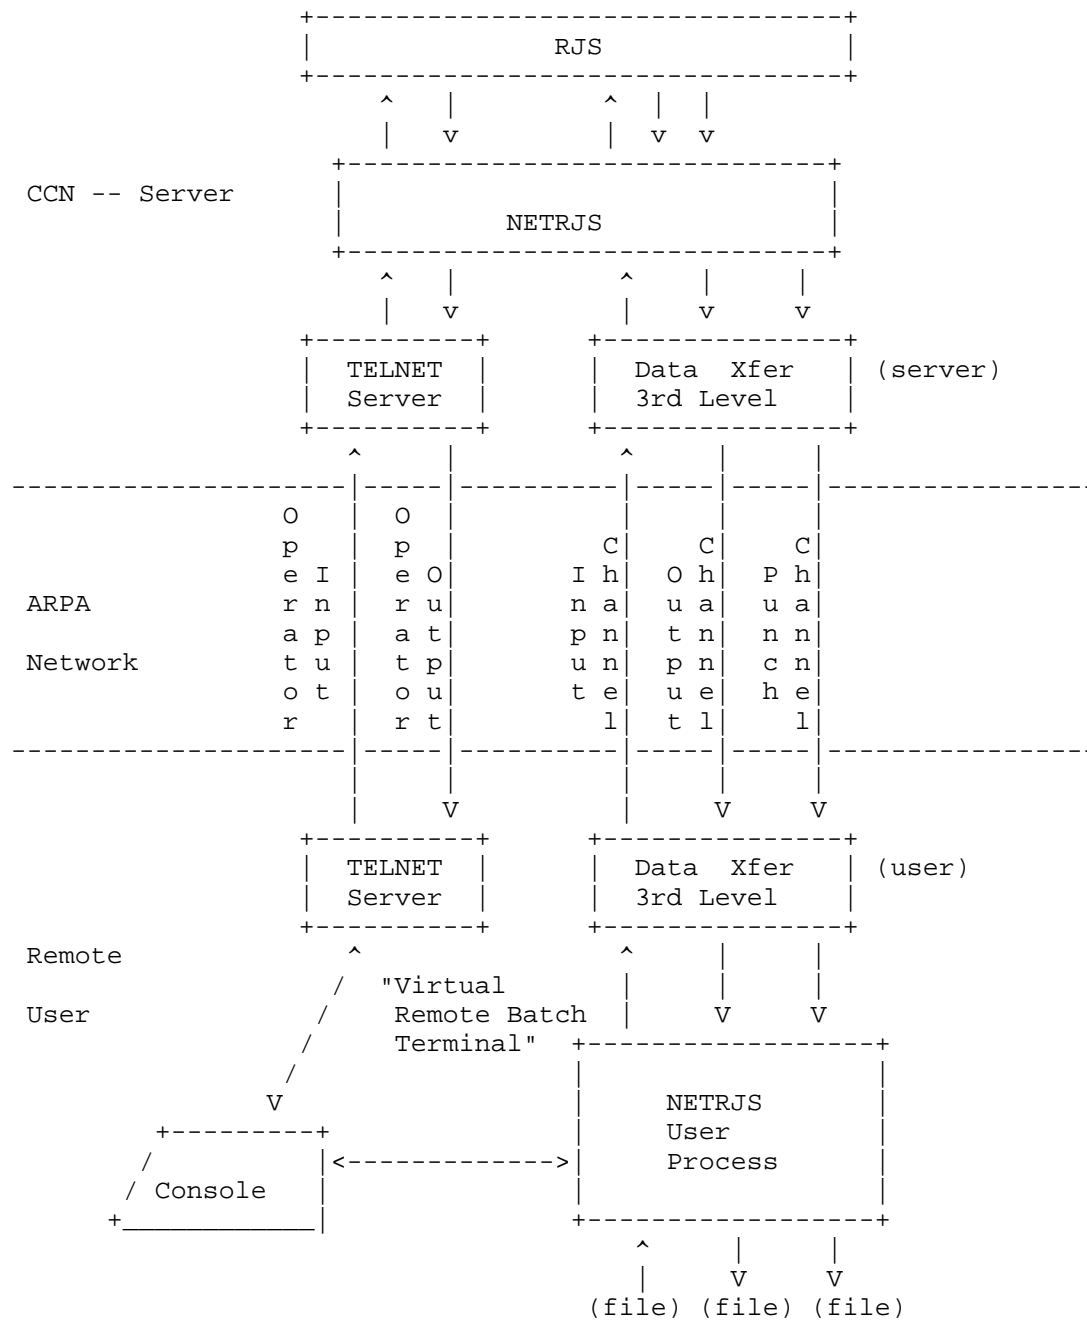 RJS
CCN -- Server
NETRJS
TELNET Data Xfer (server)
Server 3rd Level
Operator Input Operator Output Input Channel Output Channel Punch Channel
ARPA
Network
TELNET Data Xfer (user)
Server 3rd Level
Remote
"Virtual
User Remote Batch
Terminal"
NETRJS
User
Process
Console
(file) (file) (file)